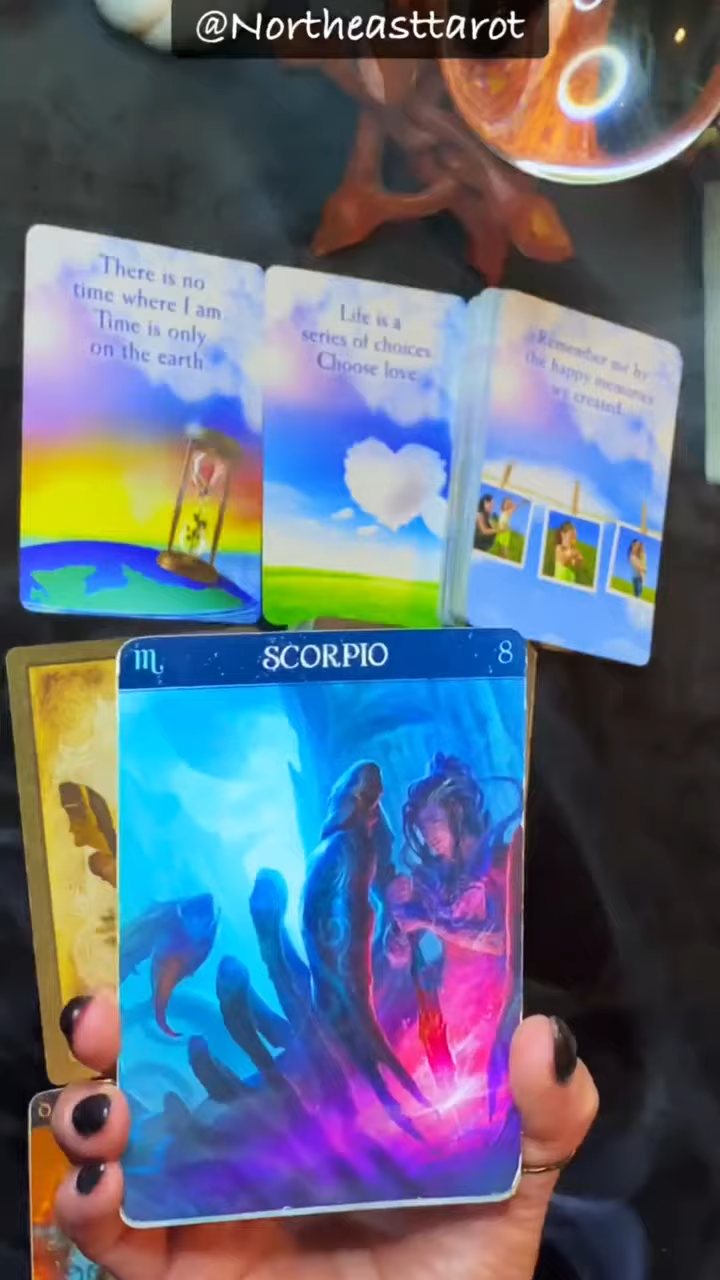 @Northeasttarot
There is no
time where I am
Time is only
on the earth
Life is a
series of choices
Choose love
Remember me by
the happy memories
we created
♏ SCORPIO 8